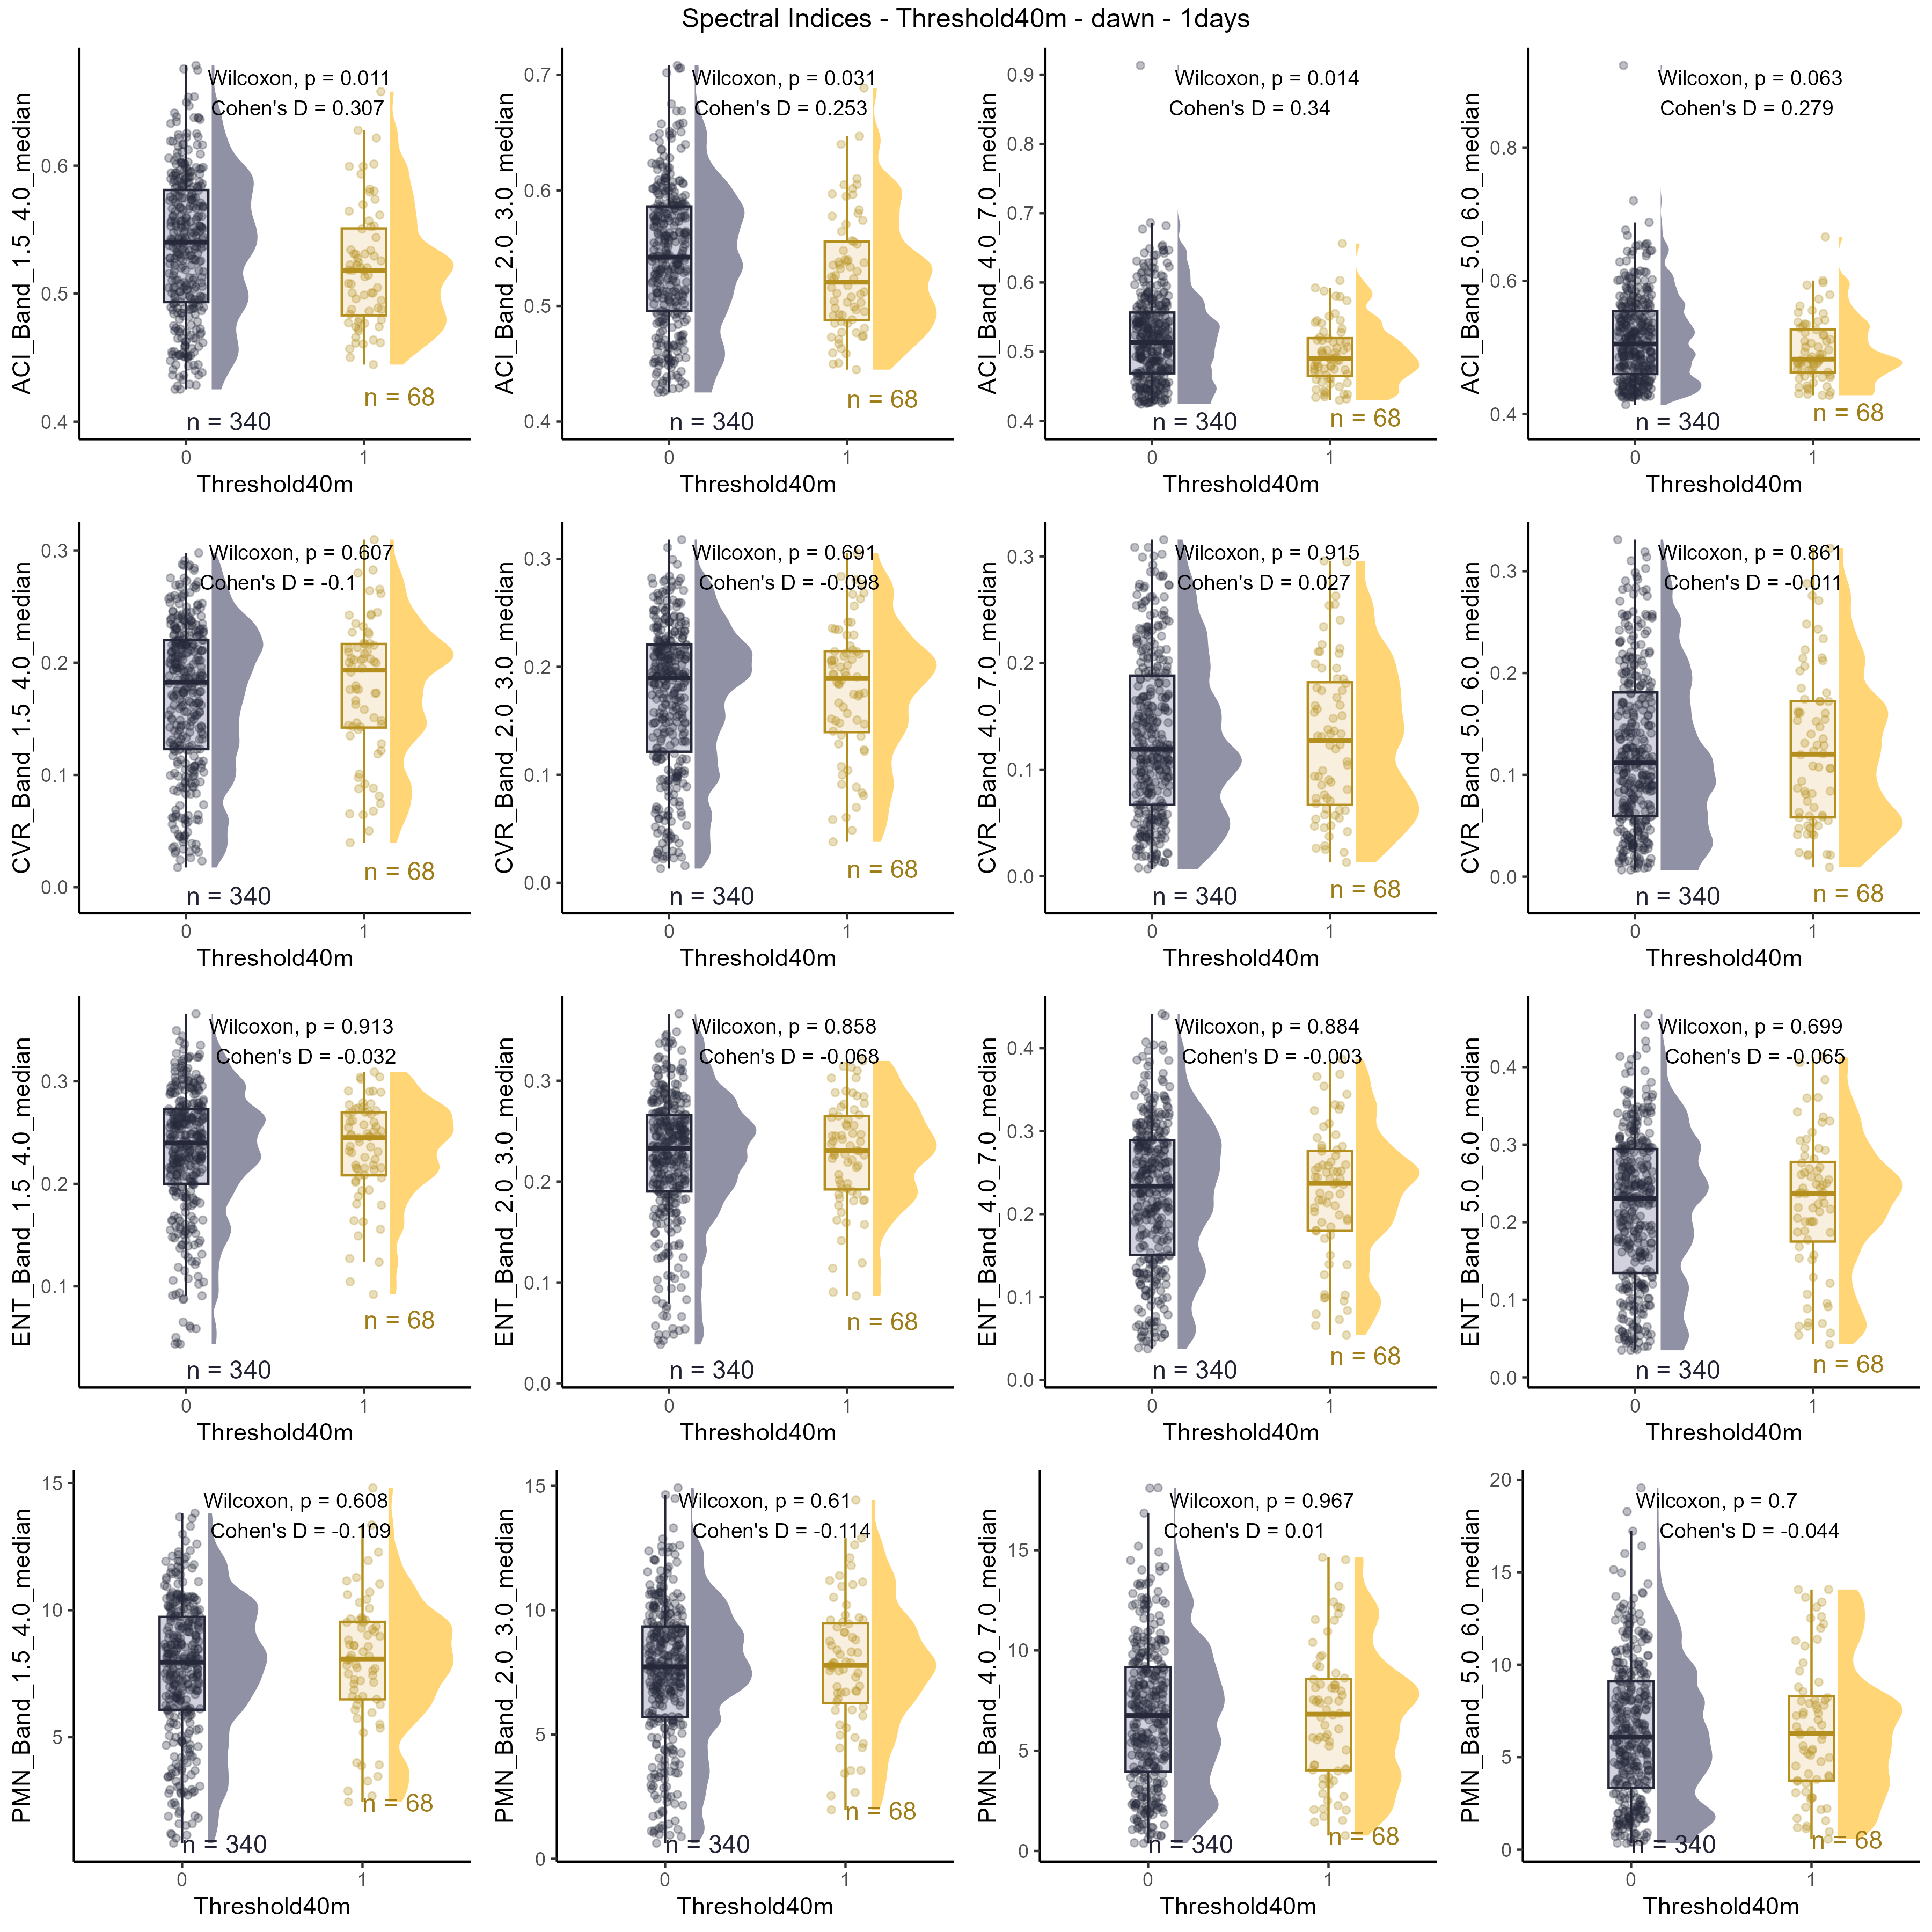 Spectral Indices - Threshold40m - dawn - 1days
ACI_Band_1.5_4.0_median
Wilcoxon, p = 0.011
Cohen's D = 0.307
0.6
0.5
0.4
n = 340
n = 68
0
1
Threshold40m
ACI_Band_2.0_3.0_median
Wilcoxon, p = 0.031
Cohen's D = 0.253
0.7
0.6
0.5
0.4
n = 340
n = 68
0
1
Threshold40m
ACI_Band_4.0_7.0_median
Wilcoxon, p = 0.014
Cohen's D = 0.34
0.9
0.8
0.7
0.6
0.5
0.4
n = 340
n = 68
0
1
Threshold40m
ACI_Band_5.0_6.0_median
Wilcoxon, p = 0.063
Cohen's D = 0.279
0.8
0.6
0.4
n = 340
n = 68
0
1
Threshold40m
CVR_Band_1.5_4.0_median
Wilcoxon, p = 0.607
Cohen's D = -0.1
0.3
0.2
0.1
0.0
n = 340
n = 68
0
1
Threshold40m
CVR_Band_2.0_3.0_median
Wilcoxon, p = 0.691
Cohen's D = -0.098
0.3
0.2
0.1
0.0
n = 340
n = 68
0
1
Threshold40m
CVR_Band_4.0_7.0_median
Wilcoxon, p = 0.915
Cohen's D = 0.027
0.3
0.2
0.1
0.0
n = 340
n = 68
0
1
Threshold40m
CVR_Band_5.0_6.0_median
Wilcoxon, p = 0.861
Cohen's D = -0.011
0.3
0.2
0.1
0.0
n = 340
n = 68
0
1
Threshold40m
ENT_Band_1.5_4.0_median
Wilcoxon, p = 0.913
Cohen's D = -0.032
0.3
0.2
0.1
n = 340
n = 68
0
1
Threshold40m
ENT_Band_2.0_3.0_median
Wilcoxon, p = 0.858
Cohen's D = -0.068
0.3
0.2
0.1
0.0
n = 340
n = 68
0
1
Threshold40m
ENT_Band_4.0_7.0_median
Wilcoxon, p = 0.884
Cohen's D = -0.003
0.4
0.3
0.2
0.1
0.0
n = 340
n = 68
0
1
Threshold40m
ENT_Band_5.0_6.0_median
Wilcoxon, p = 0.699
Cohen's D = -0.065
0.4
0.3
0.2
0.1
0.0
n = 340
n = 68
0
1
Threshold40m
PMN_Band_1.5_4.0_median
Wilcoxon, p = 0.608
Cohen's D = -0.109
15
10
5
n = 340
n = 68
0
1
Threshold40m
PMN_Band_2.0_3.0_median
Wilcoxon, p = 0.61
Cohen's D = -0.114
15
10
5
0
n = 340
n = 68
0
1
Threshold40m
PMN_Band_4.0_7.0_median
Wilcoxon, p = 0.967
Cohen's D = 0.01
15
10
5
0
n = 340
n = 68
0
1
Threshold40m
PMN_Band_5.0_6.0_median
Wilcoxon, p = 0.7
Cohen's D = -0.044
20
15
10
5
0
n = 340
n = 68
0
1
Threshold40m